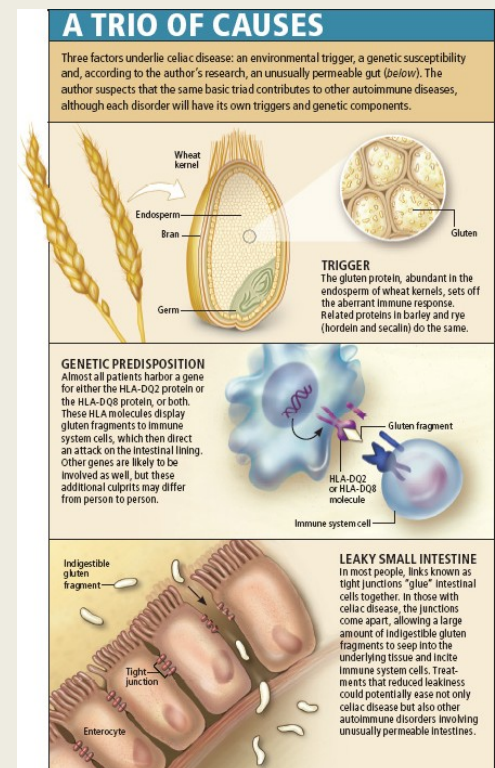 A TRIO OF CAUSES
Three factors underlie celiac disease: an environmental trigger, a genetic susceptibility
and, according to the author's research, an unusually permeable gut (below). The
author suspects that the same basic triad contributes to other autoimmune diseases,
although each disorder will have its own triggers and genetic components.
Wheat
kernel
Endosperm
Bran
Germ
Gluten
TRIGGER
The gluten protein, abundant in the
endosperm of wheat kernels, sets off
the aberrant immune response.
Related proteins in barley and rye
(hordein and secalin) do the same.
GENETIC PREDISPOSITION
Almost all patients harbor a gene
for either the HLA-DQ2 protein or
the HLA-DQ8 protein, or both.
These HLA molecules display
gluten fragments to immune
system cells, which then direct
an attack on the intestinal lining.
Other genes are likely to be
involved as well, but these
additional culprits may differ
from person to person.
Gluten fragment
HLA-DQ2
or HLA-DQ8
molecule
Immune system cell
Indigestible
gluten
fragment
Tight
junction
Enterocyte
LEAKY SMALL INTESTINE
In most people, links known as
tight junctions "glue" intestinal
cells together. In those with
celiac disease, the junctions
come apart, allowing a large
amount of indigestible gluten
fragments to seep into the
underlying tissue and incite
immune system cells. Treat-
ments that reduced leakiness
could potentially ease not only
celiac disease but also other
autoimmune disorders involving
unusually permeable intestines.